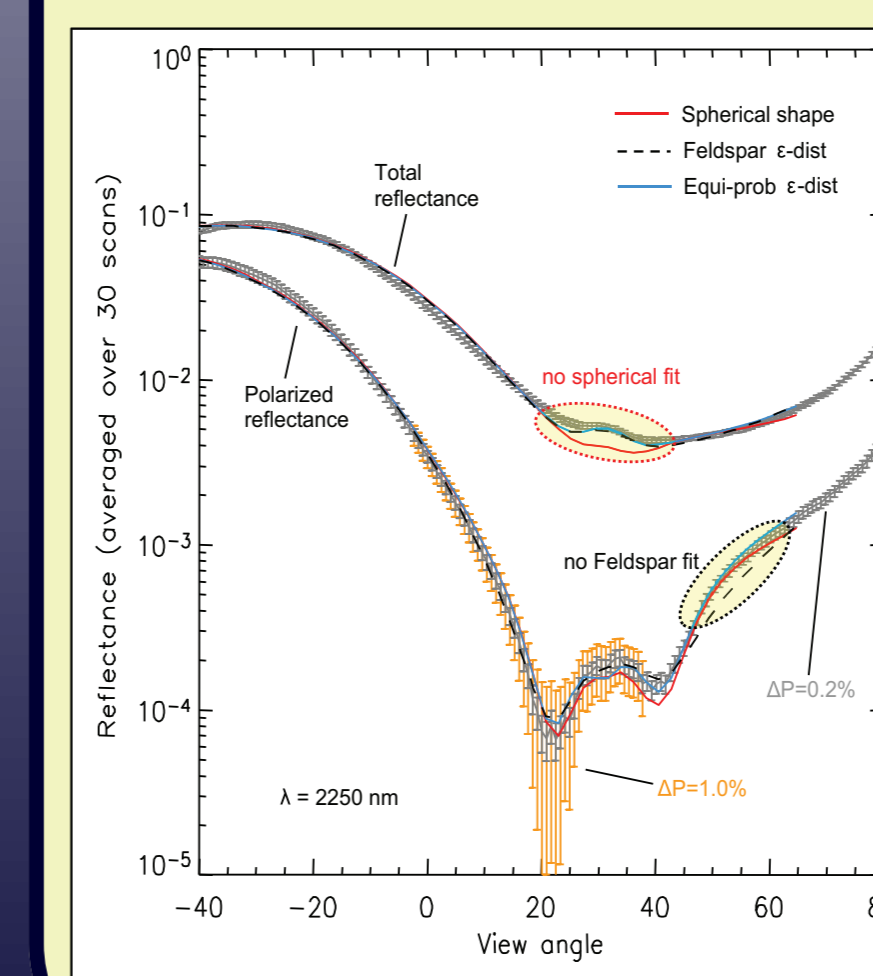 10⁰
10⁻¹
10⁻²
10⁻³
10⁻⁴
10⁻⁵
Reflectance (averaged over 30 scans)
Spherical shape
Feldspar ε-dist
Equi-prob ε-dist
Total
reflectance
no spherical fit
Polarized
reflectance
no Feldspar fit
ΔP=0.2%
ΔP=1.0%
λ = 2250 nm
−40 −20 0 20 40 60
View angle